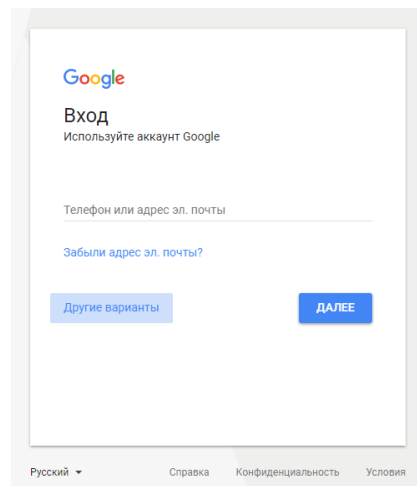 Google
Вход
Используйте аккаунт Google
Телефон или адрес эл. почты
Забыли адрес эл. почты?
Другие варианты ДАЛЕЕ
Русский Справка Конфиденциальность Условия